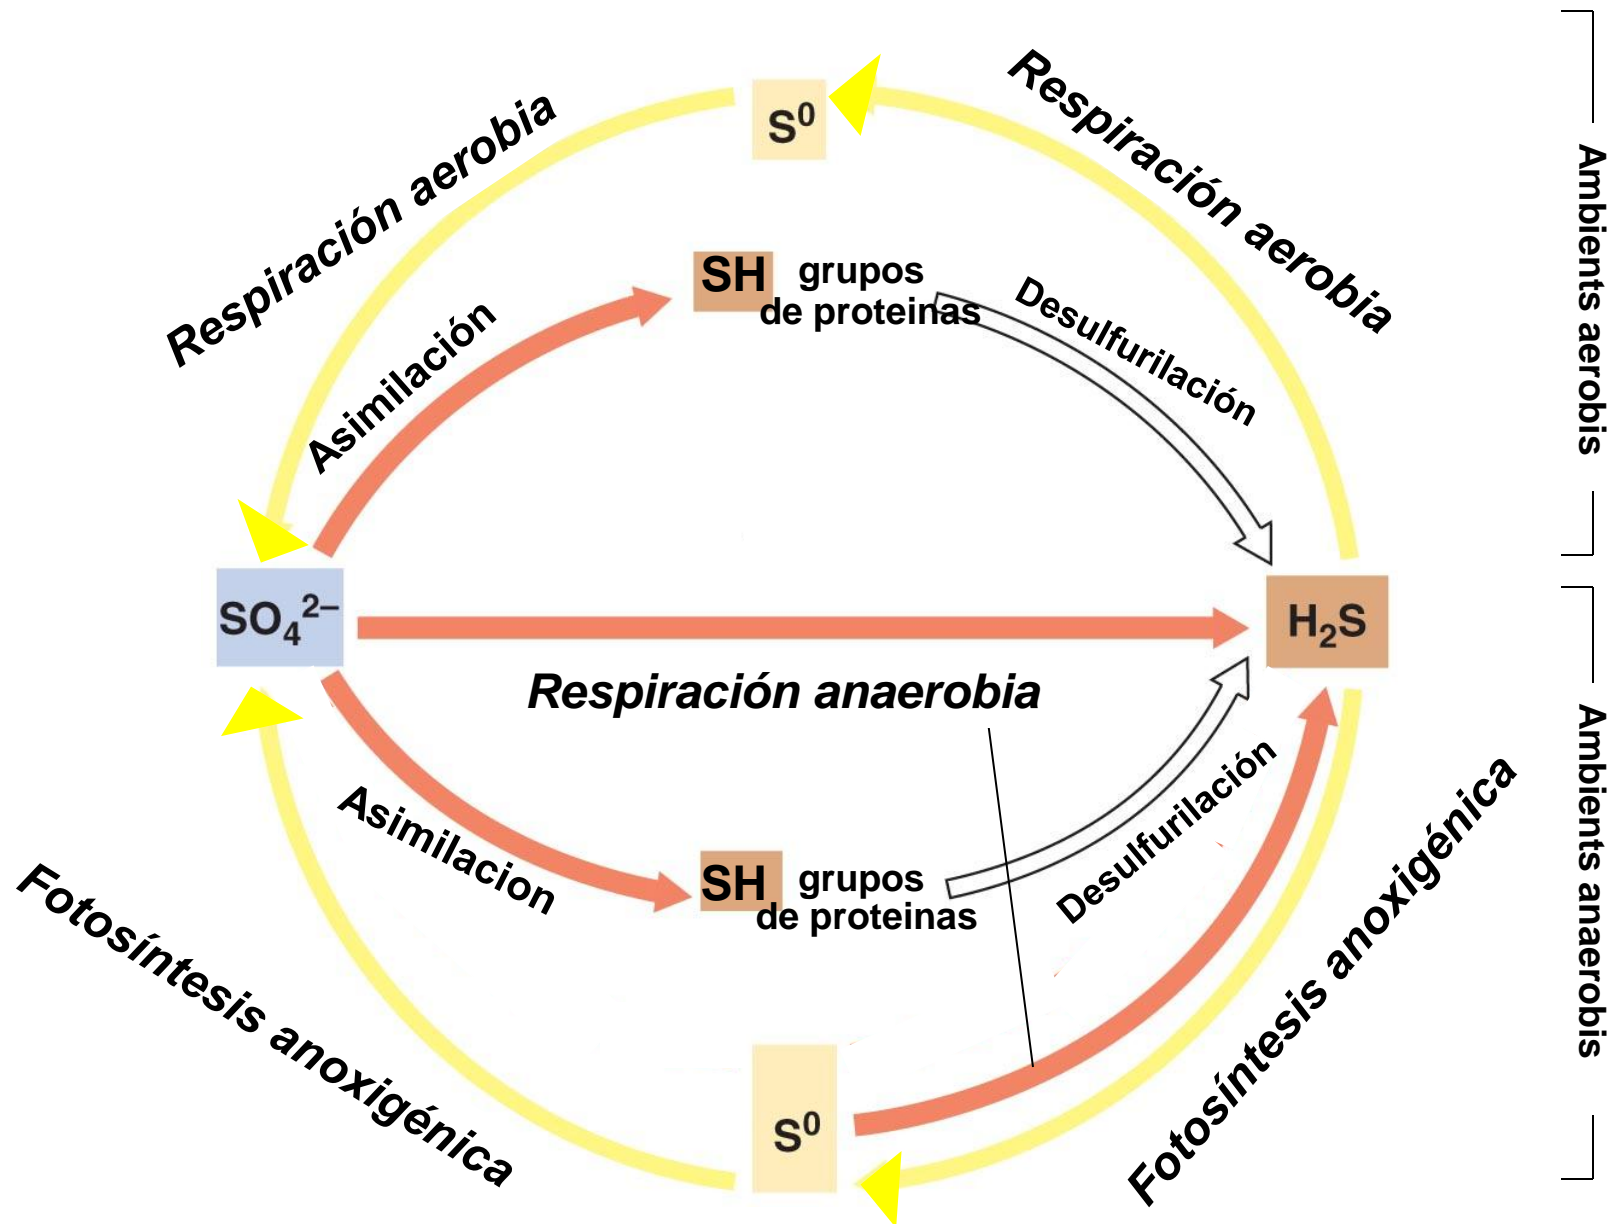 Respiración aerobia
S⁰
Respiración aerobia
Ambients aerobis
SH grupos
de proteinas
Asimilación
Desulfurilación
SO₄²⁻
H₂S
Respiración anaerobia
Asimilacion
SH grupos
de proteinas
Desulfurilación
Ambients anaerobis
Fotosíntesis anoxigénica
S⁰
Fotosíntesis anoxigénica